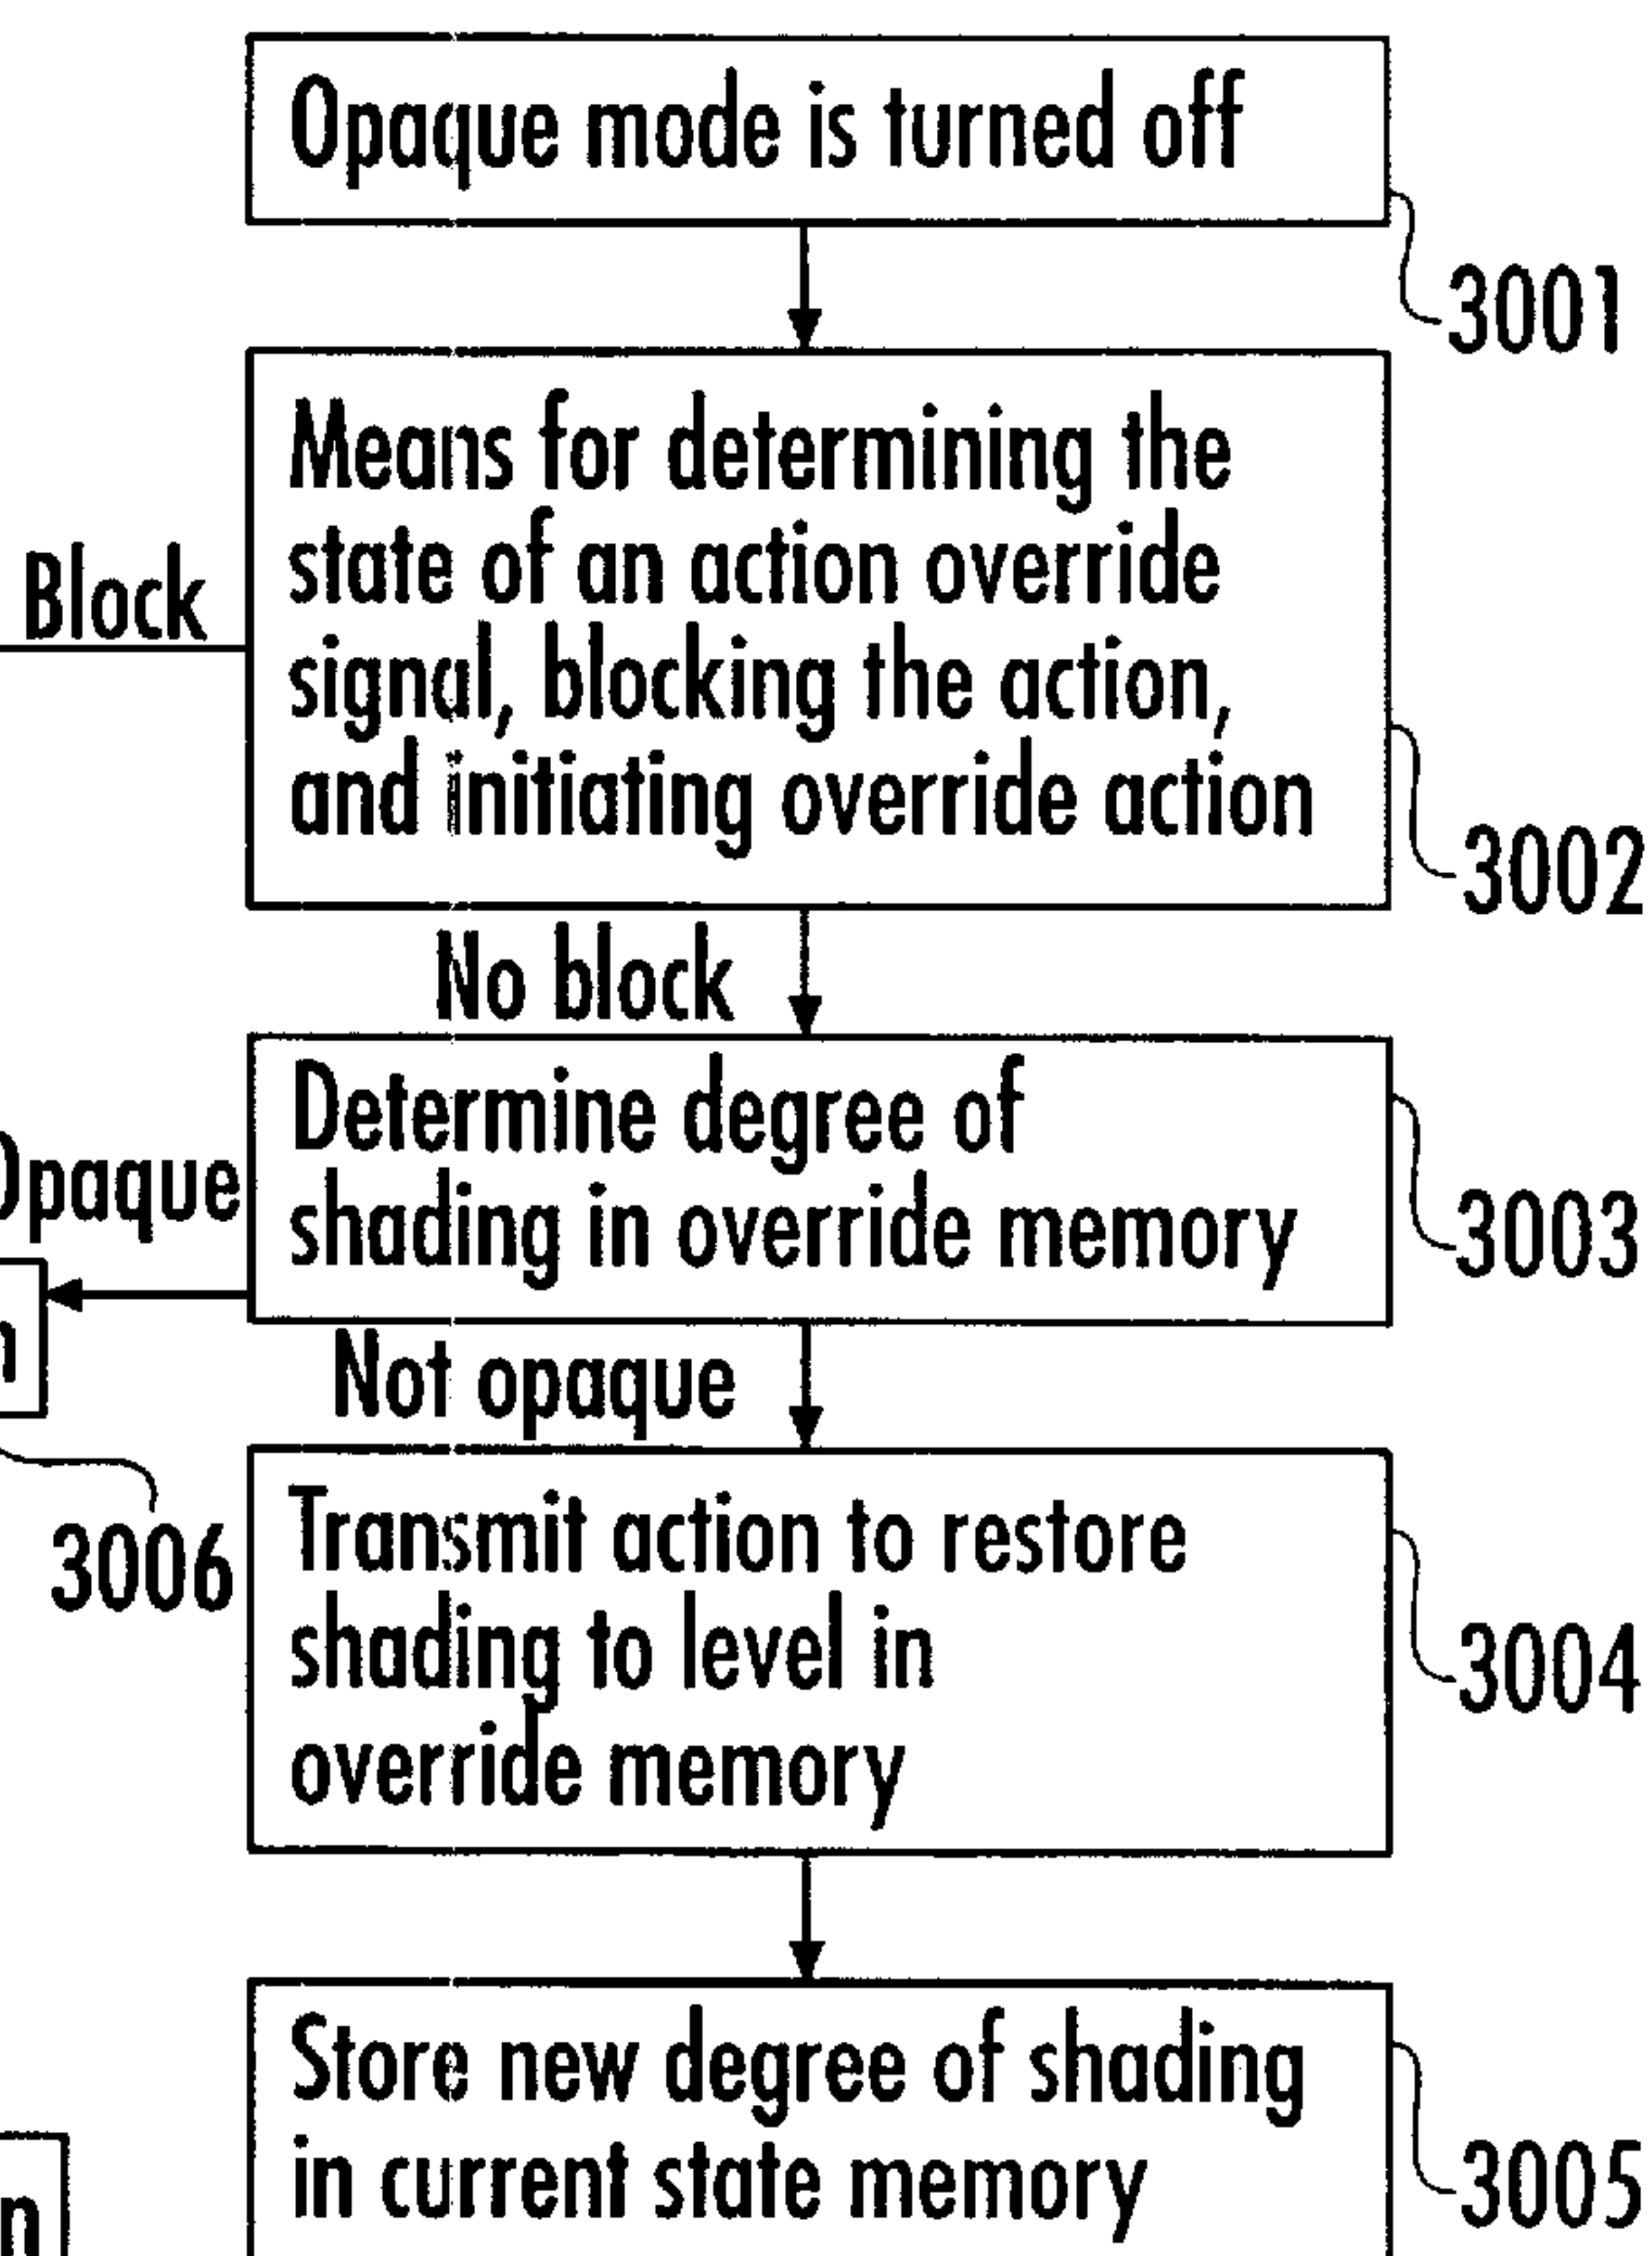 Opaque mode is turned off
3001
Means for determining the
state of an action override
signal, blocking the action,
and initiating override action
3002
Block
No block
Determine degree of
shading in override memory
3003
Opaque
Not opaque
3006
Transmit action to restore
shading to level in
override memory
3004
Store new degree of shading
in current state memory
3005